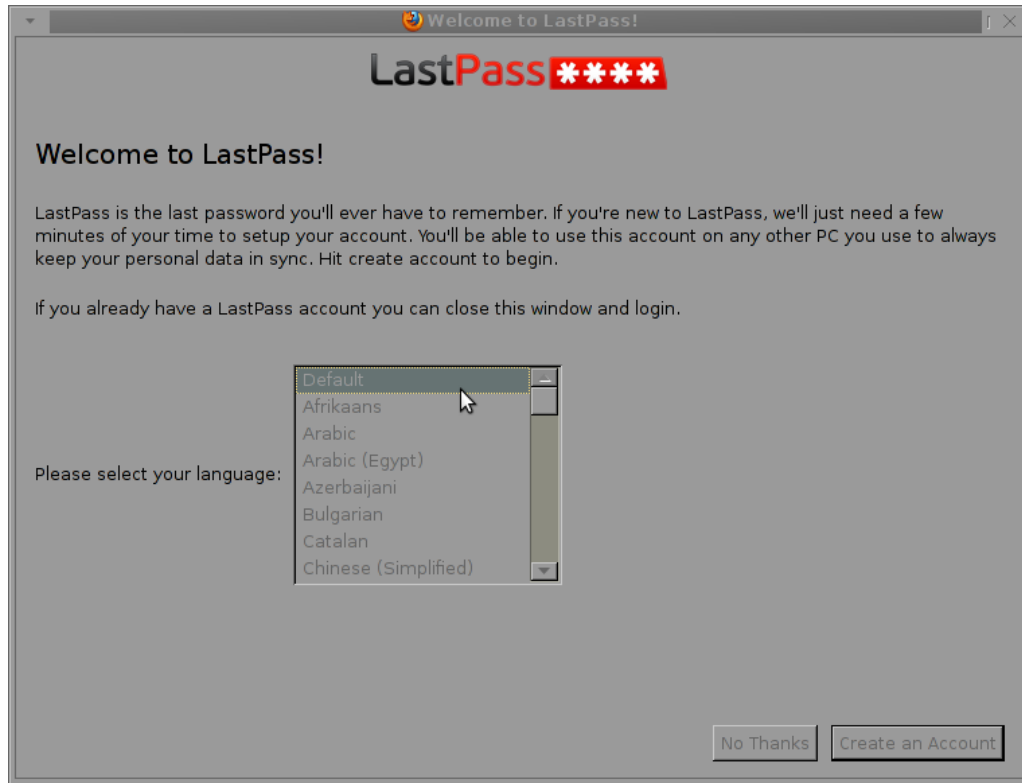 Welcome to LastPass!
LastPass ****
Welcome to LastPass!
LastPass is the last password you'll ever have to remember. If you're new to LastPass, we'll just need a few
minutes of your time to setup your account. You'll be able to use this account on any other PC you use to always
keep your personal data in sync. Hit create account to begin.
If you already have a LastPass account you can close this window and login.
Please select your language:
Default
Afrikaans
Arabic
Arabic (Egypt)
Azerbaijani
Bulgarian
Catalan
Chinese (Simplified)
No Thanks
Create an Account